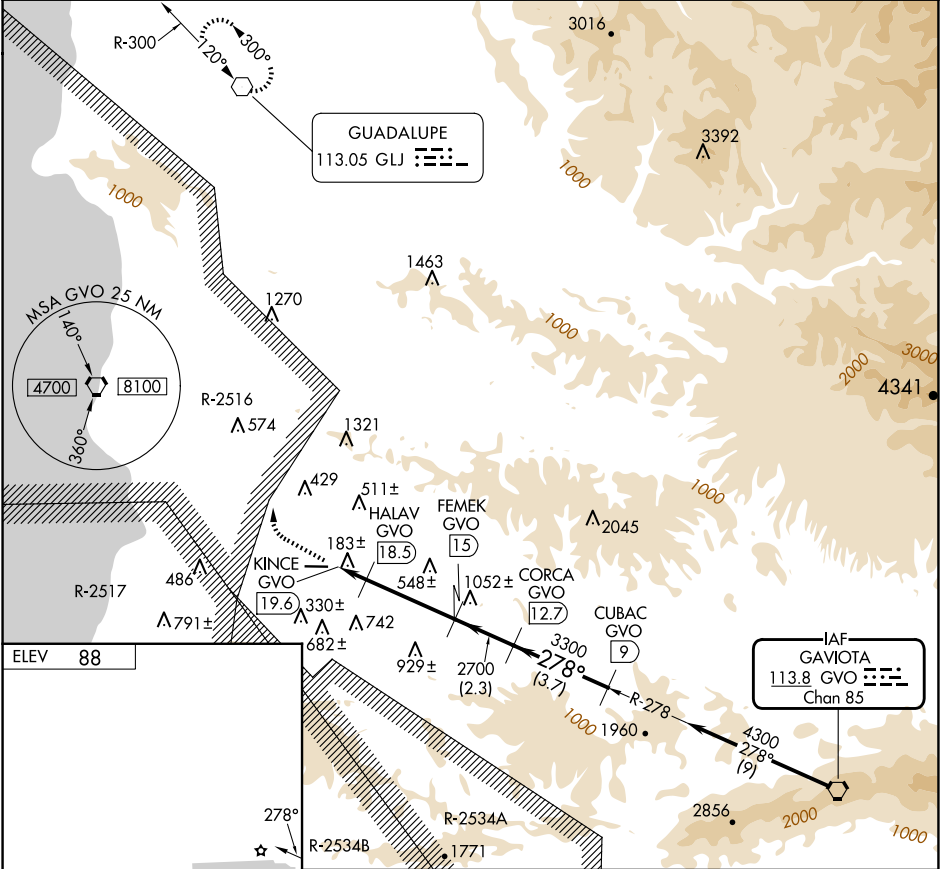 3016
R-300
300°
120°
GUADALUPE
113.05 GLJ
3392
1000
1000
1463
MSA GVO 25 NM
140°
1270
1000
3000
2000
4700
8100
4341
R-2516
574
360°
1321
1000
429
511±
HALAV
GVO
18.5
FEMEK
GVO
15
2045
183±
KINCE
GVO
19.6
548±
1052±
CORCA
GVO
12.7
486
R-2517
330±
742
CUBAC
GVO
9
791±
682±
929±
3300
278°
(3.7)
2700
(2.3)
IAF
GAVIOTA
113.8 GVO
Chan 85
ELEV 88
R-278
1000
1960
4300
278°
(9)
2856
2000
1000
278°
R-2534A
R-2534B
1771